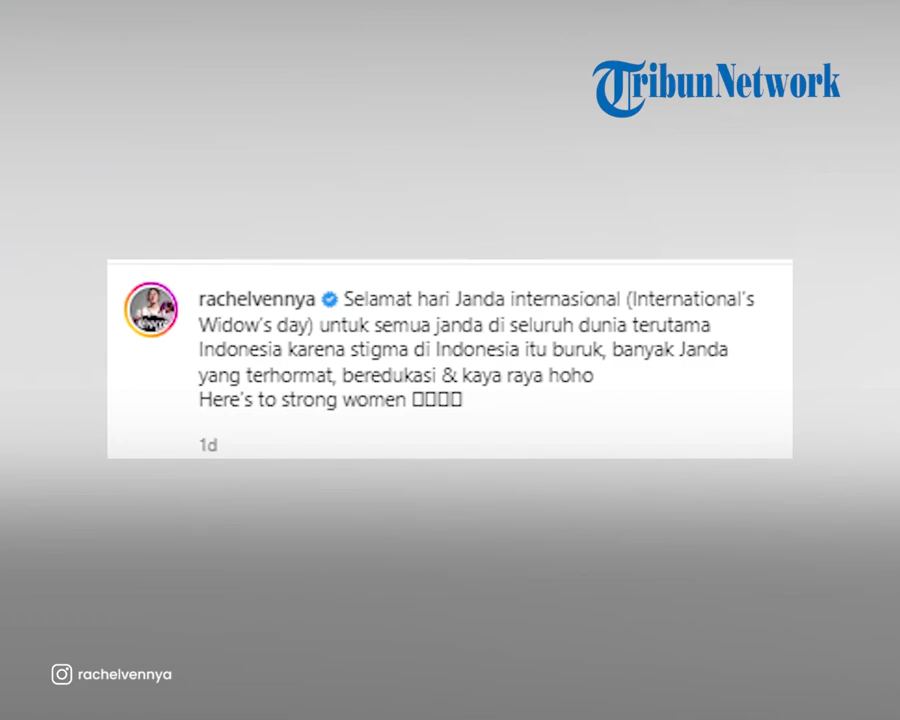 TribunNetwork
rachelvennya Selamat hari Janda internasional (International's
Widow's day) untuk semua janda di seluruh dunia terutama
Indonesia karena stigma di Indonesia itu buruk, banyak Janda
yang terhormat, beredukasi & kaya raya hoho
Here's to strong women □□□□
1d
rachelvennya